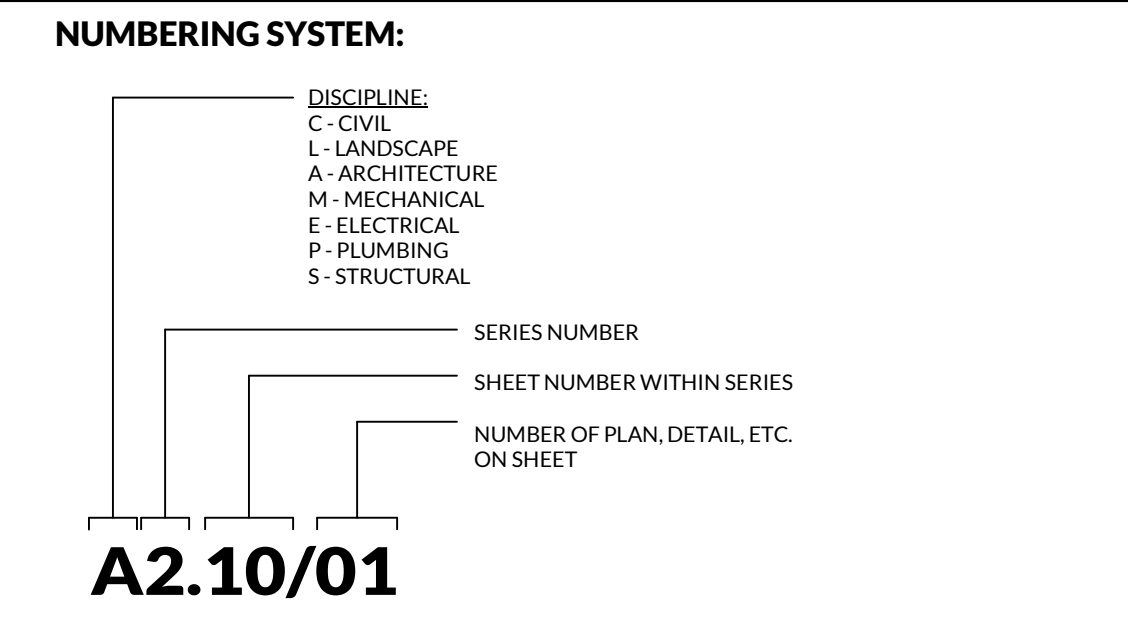 NUMBERING SYSTEM:
DISCIPLINE:
C - CIVIL
L - LANDSCAPE
A - ARCHITECTURE
M - MECHANICAL
E - ELECTRICAL
P - PLUMBING
S - STRUCTURAL
SERIES NUMBER
SHEET NUMBER WITHIN SERIES
NUMBER OF PLAN, DETAIL, ETC.
ON SHEET
A2.10/01